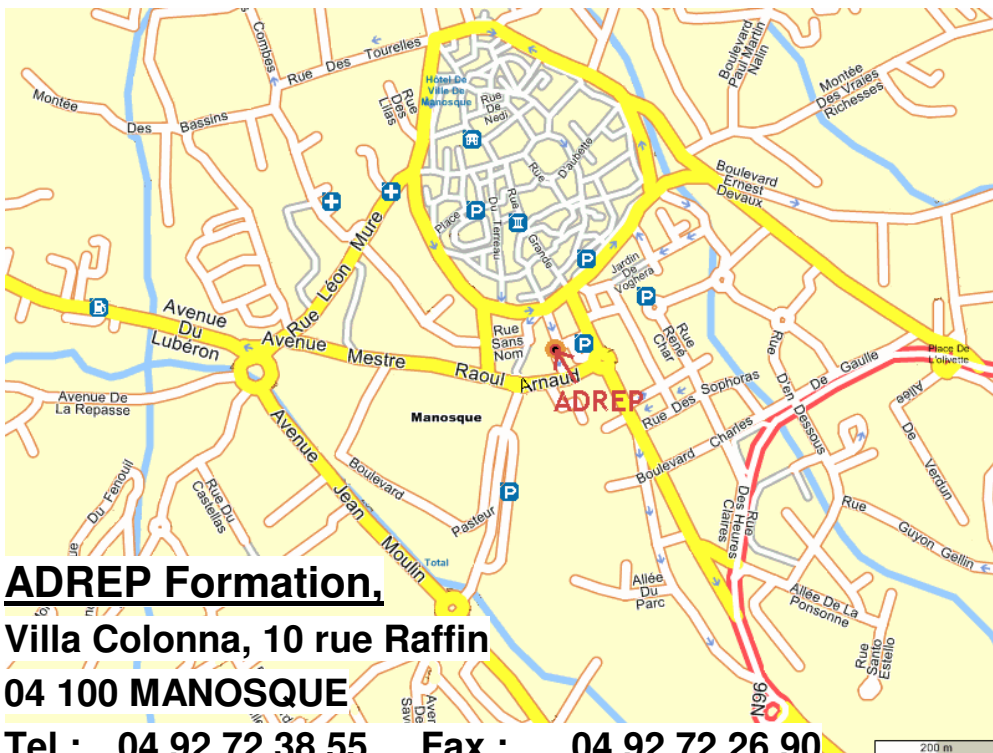 Combes
Rue Des Tourelles
Montée
Des Bassins
Rue
Des
Lilas
Hôtel De
Ville De
Manosque
Rue
De
Nedi
Rue
D'aubette
Place
Du Terreau
Rue
Grande
Boulevard
Paul Martin
Nalin
Montée
Des Vraies
Richesses
Boulevard
Ernest
Devaux
Jardin
De
Voghera
Rue Léon Mure
Avenue
Du
Lubéron
Avenue Mestre Raoul Arnaud
Rue
Sans
Nom
Rue
René
Char
ADREP
Manosque
Rue Des Sophoras
Boulevard Charles De Gaulle
Rue
D'en Dessous
Place De
L'olivette
Allée
De
Verdun
Avenue De
La Repasse
Avenue Jean Moulin
Boulevard
Pasteur
Du Fenouil
Rue Du
Castellas
Total
Rue
Des Heures
Claires
Rue
Guyon Gellin
Allée
Du
Parc
Allée De La
Ponsonne
Rue
Santo
Estello
N96
ADREP Formation,
Villa Colonna, 10 rue Raffin
04 100 MANOSQUE
Tel : 04 92 72 38 55 Fax : 04 92 72 26 90
200 m
P
P
P
P
P
P